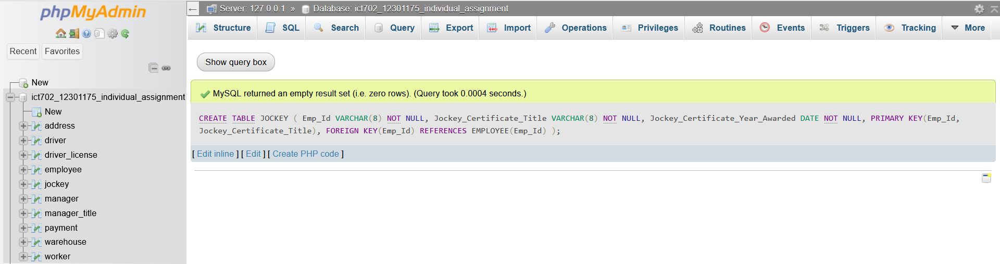 phpMyAdmin
Recent Favorites
New
ict702_12301175_individual_assignment
New
address
driver
driver_license
employee
jockey
manager
manager_title
payment
warehouse
worker
Server: 127.0.0.1 » Database: ict702_12301175_individual_assignment
Structure SQL Search Query Export Import Operations Privileges Routines Events Triggers Tracking More
Show query box
MySQL returned an empty result set (i.e. zero rows). (Query took 0.0004 seconds.)
CREATE TABLE JOCKEY ( Emp_Id VARCHAR(8) NOT NULL, Jockey_Certificate_Title VARCHAR(8) NOT NULL, Jockey_Certificate_Year_Awarded DATE NOT NULL, PRIMARY KEY(Emp_Id,
Jockey_Certificate_Title), FOREIGN KEY(Emp_Id) REFERENCES EMPLOYEE(Emp_Id) );
[ Edit inline ] [ Edit ] [ Create PHP code ]